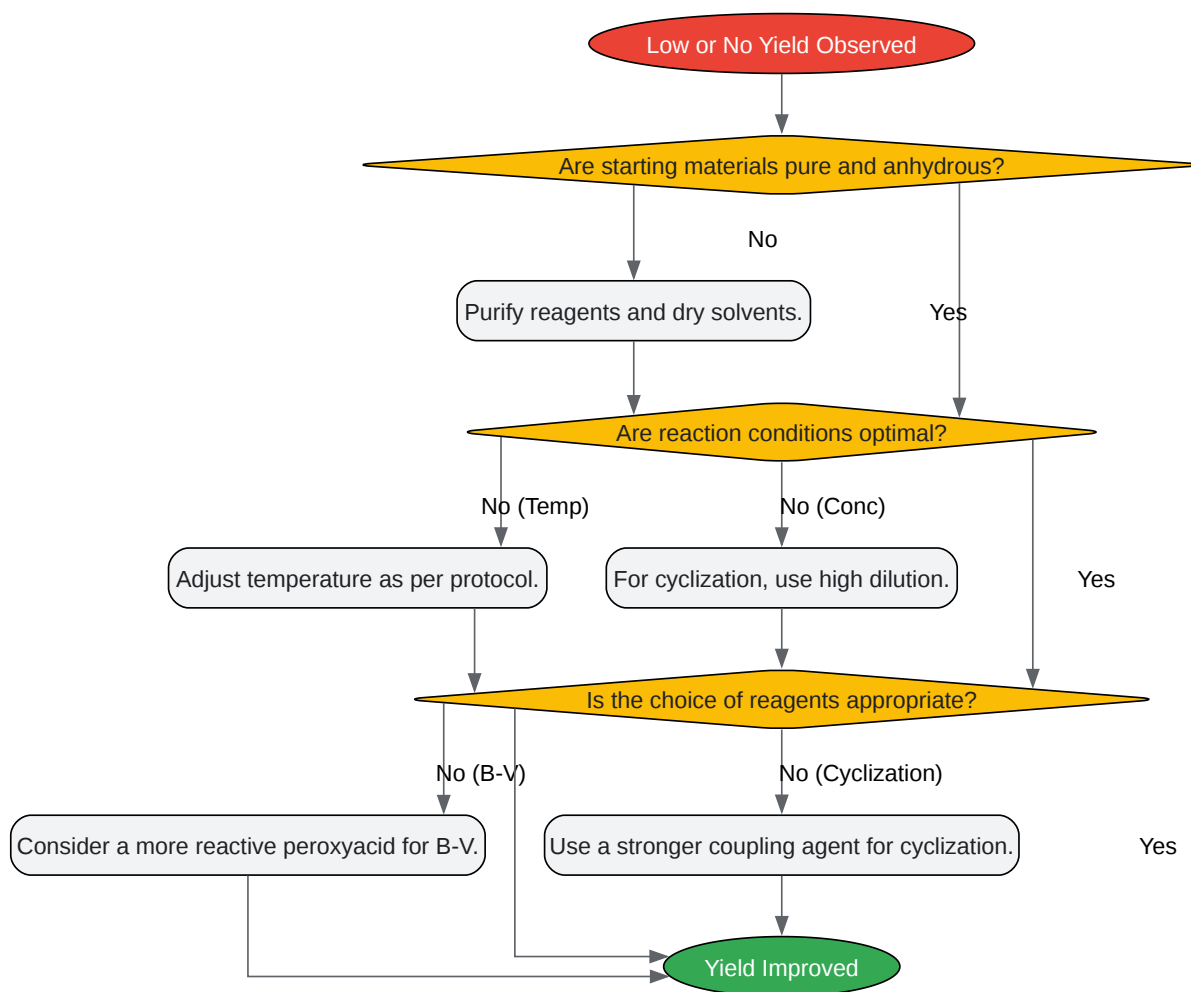 Low or No Yield Observed
Are starting materials pure and anhydrous?
No
Purify reagents and dry solvents.
Yes
Are reaction conditions optimal?
No (Temp)
No (Conc)
Adjust temperature as per protocol.
For cyclization, use high dilution.
Yes
Is the choice of reagents appropriate?
No (B-V)
No (Cyclization)
Consider a more reactive peroxyacid for B-V.
Use a stronger coupling agent for cyclization.
Yes
Yield Improved